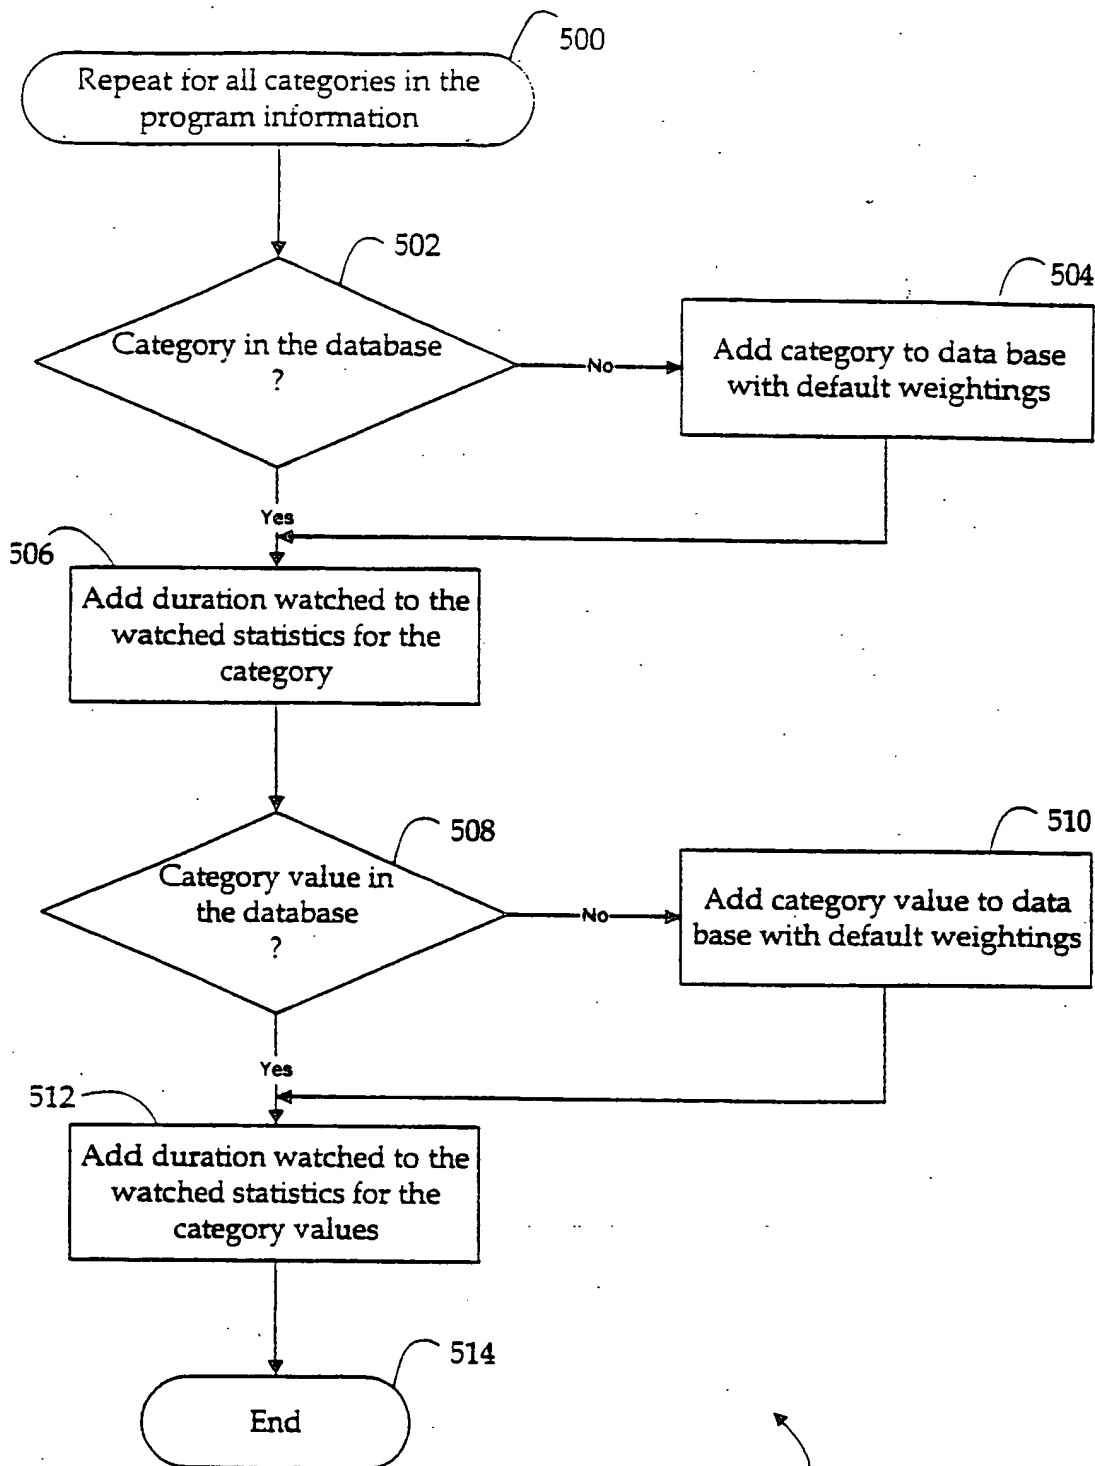 500
Repeat for all categories in the
program information
502
Category in the database
?
No
504
Add category to data base
with default weightings
Yes
506
Add duration watched to the
watched statistics for the
category
508
Category value in
the database
?
No
510
Add category value to data
base with default weightings
Yes
512
Add duration watched to the
watched statistics for the
category values
514
End